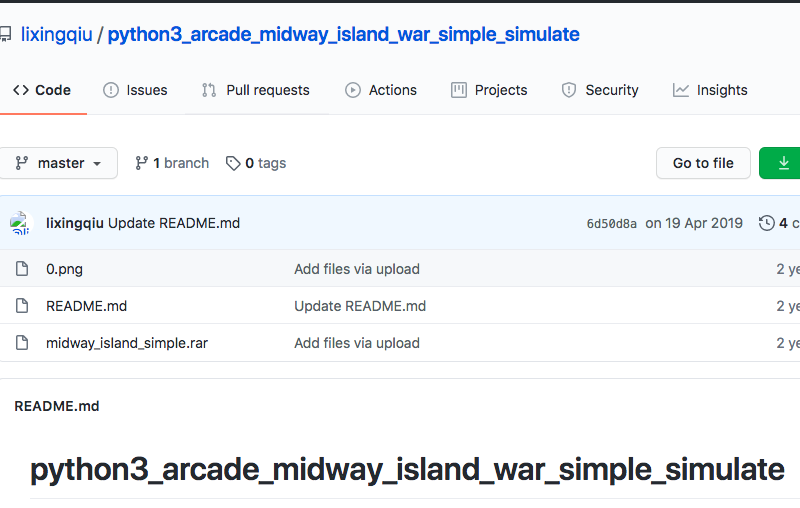 lixingqiu / python3_arcade_midway_island_war_simple_simulate
Code Issues Pull requests Actions Projects Security Insights
master 1 branch 0 tags Go to file
lixingqiu Update README.md 6d50d8a on 19 Apr 2019 4 c
0.png Add files via upload 2 ye
README.md Update README.md 2 ye
midway_island_simple.rar Add files via upload 2 ye
README.md
python3_arcade_midway_island_war_simple_simulate